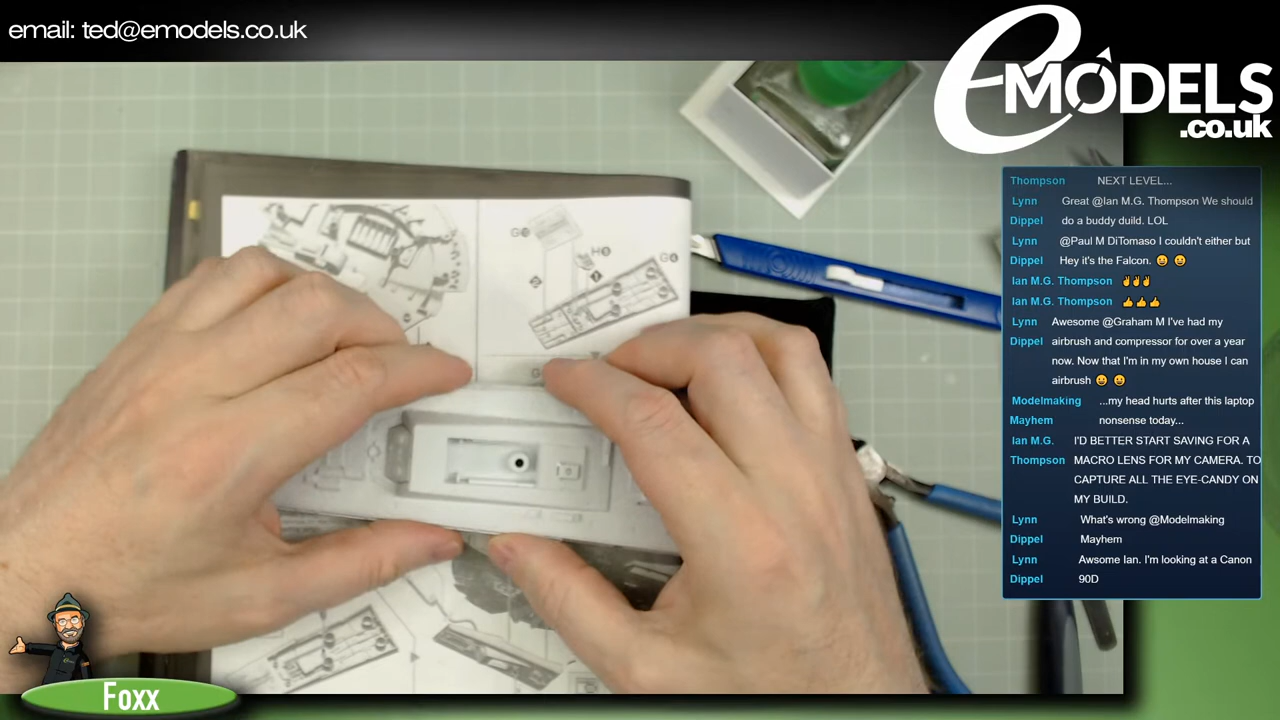 email: ted@emodels.co.uk
eMODELS
.co.uk
Thompson NEXT LEVEL...
Lynn Great @Ian M.G. Thompson We should
Dippel do a buddy duild. LOL
Lynn @Paul M DiTomaso I couldn't either but
Dippel Hey it's the Falcon. 😛 😛
Ian M.G. Thompson ✌✌✌
Ian M.G. Thompson 👍👍👍
Lynn Awesome @Graham M I've had my
Dippel airbrush and compressor for over a year
now. Now that I'm in my own house I can
airbrush 😛 😛
Modelmaking ...my head hurts after this laptop
Mayhem nonsense today...
Ian M.G. I'D BETTER START SAVING FOR A
Thompson MACRO LENS FOR MY CAMERA. TO
CAPTURE ALL THE EYE-CANDY ON
MY BUILD.
Lynn What's wrong @Modelmaking
Dippel Mayhem
Lynn Awsome Ian. I'm looking at a Canon
Dippel 90D
Foxx